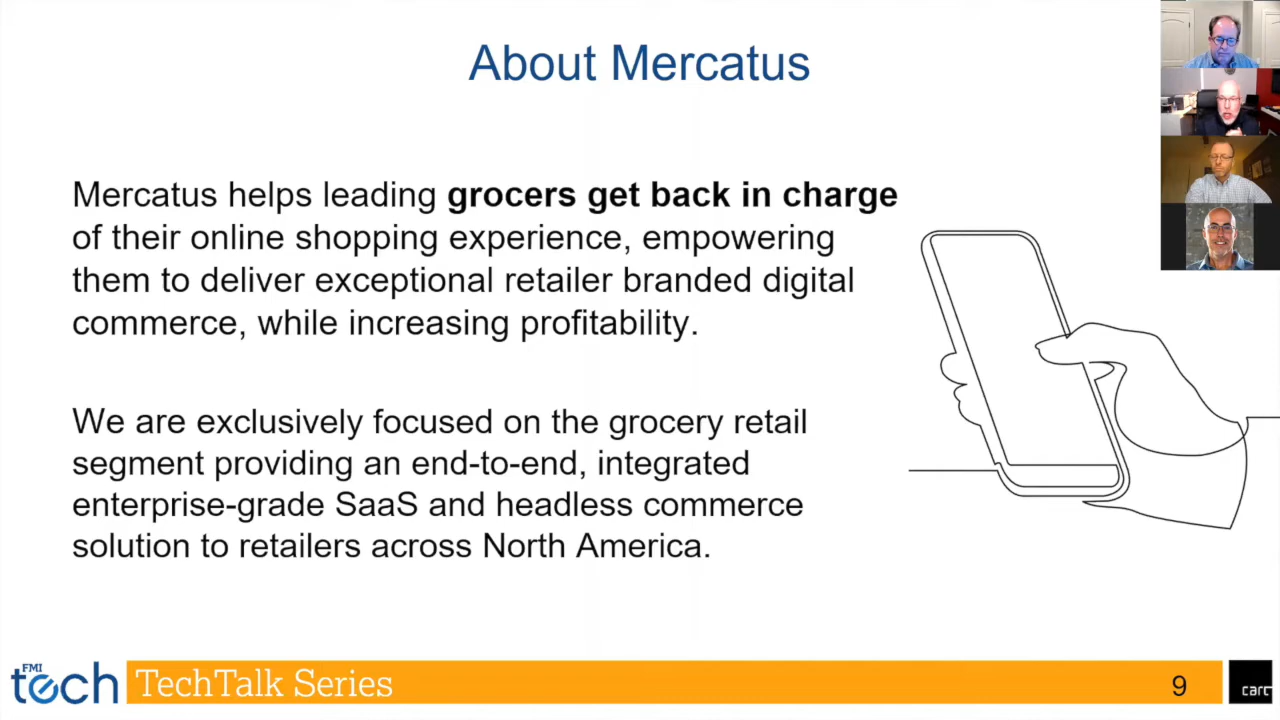 About Mercatus
Mercatus helps leading grocers get back in charge
of their online shopping experience, empowering
them to deliver exceptional retailer branded digital
commerce, while increasing profitability.
We are exclusively focused on the grocery retail
segment providing an end-to-end, integrated
enterprise-grade SaaS and headless commerce
solution to retailers across North America.
FMI
tech
TechTalk Series
9
carc